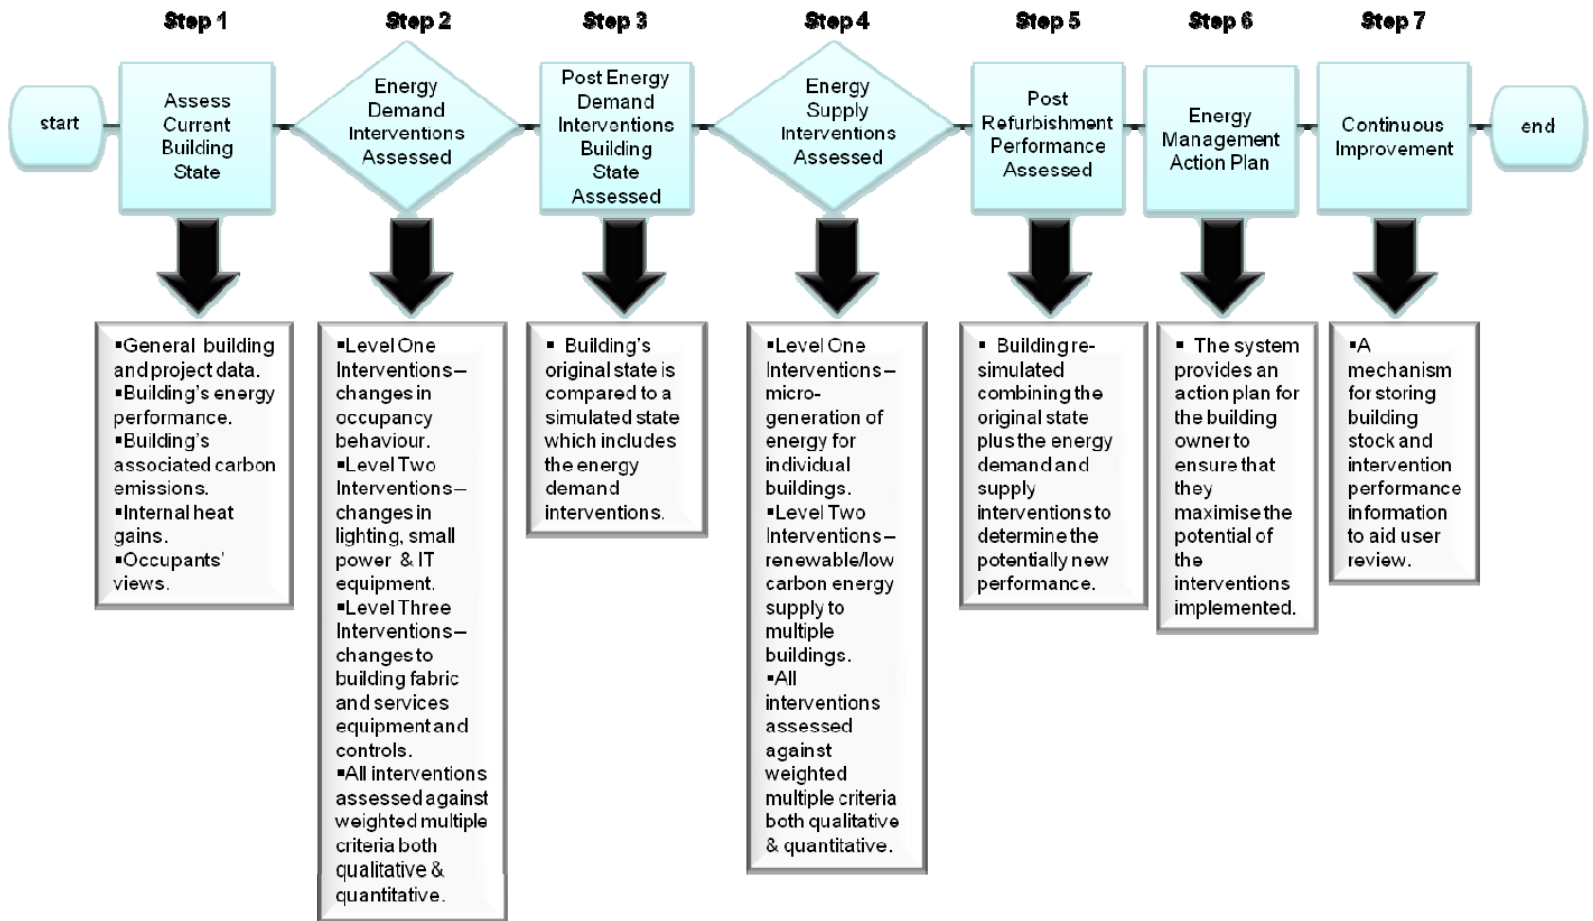 Step 1
Step 2
Step 3
Step 4
Step 5
Step 6
Step 7
start
Assess
Current
Building
State
Energy
Demand
Interventions
Assessed
Post Energy
Demand
Interventions
Building
State
Assessed
Energy
Supply
Interventions
Assessed
Post
Refurbishment
Performance
Assessed
Energy
Management
Action Plan
Continuous
Improvement
end
▪General building
and project data.
▪Building's energy
performance.
▪Building's
associated carbon
emissions.
▪Internal heat
gains.
▪Occupants'
views.
▪Level One
Interventions–
changes in
occupancy
behaviour.
▪Level Two
Interventions–
changes in
lighting, small
power & IT
equipment.
▪Level Three
Interventions–
changes to
building fabric
and services
equipment and
controls.
▪All interventions
assessed against
weighted multiple
criteria both
qualitative &
quantitative.
▪ Building's
original state is
compared to a
simulated state
which includes
the energy
demand
interventions.
▪Level One
Interventions–
micro-
generation of
energy for
individual
buildings.
▪Level Two
Interventions–
renewable/low
carbon energy
supply to
multiple
buildings.
▪All
interventions
assessed
against
weighted
multiple criteria
both qualitative
& quantitative.
▪ Building re-
simulated
combining the
original state
plus the energy
demand and
supply
interventions to
determine the
potentially new
performance.
▪ The system
provides an
action plan for
the building
owner to
ensure that
they
maximise the
potential of
the
interventions
implemented.
▪A
mechanism
for storing
building
stock and
intervention
performance
information
to aid user
review.